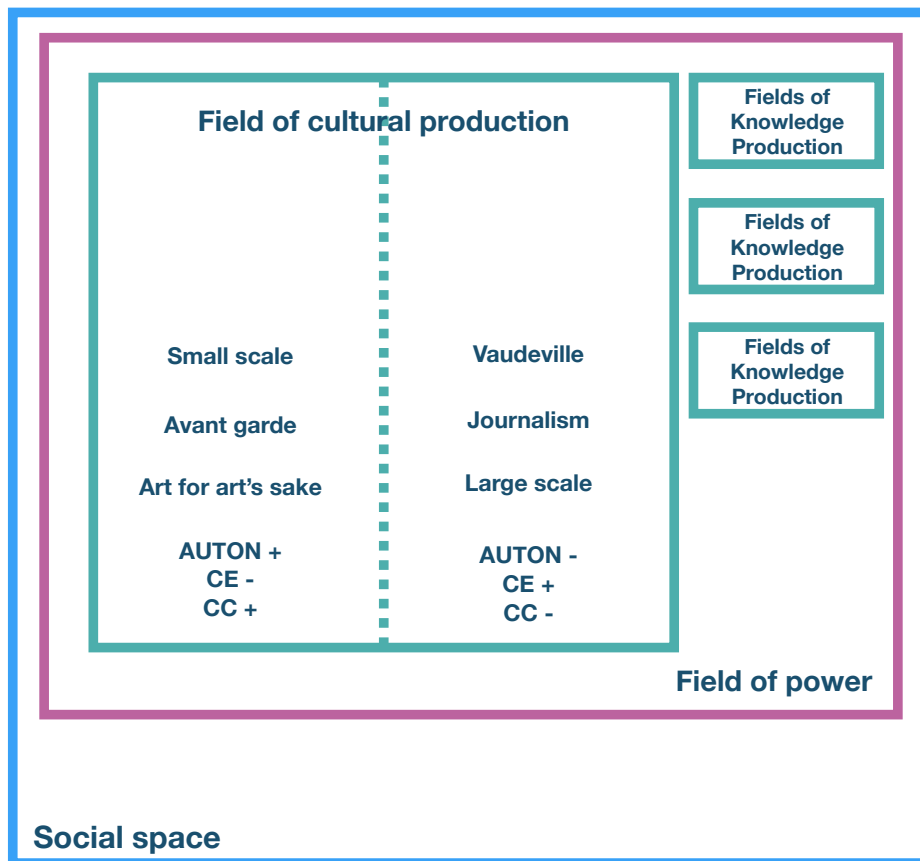 Field of cultural production
Small scale
Avant garde
Art for art’s sake
AUTON +
CE -
CC +
Vaudeville
Journalism
Large scale
AUTON -
CE +
CC -
Fields of
Knowledge
Production
Fields of
Knowledge
Production
Fields of
Knowledge
Production
Field of power
Social space